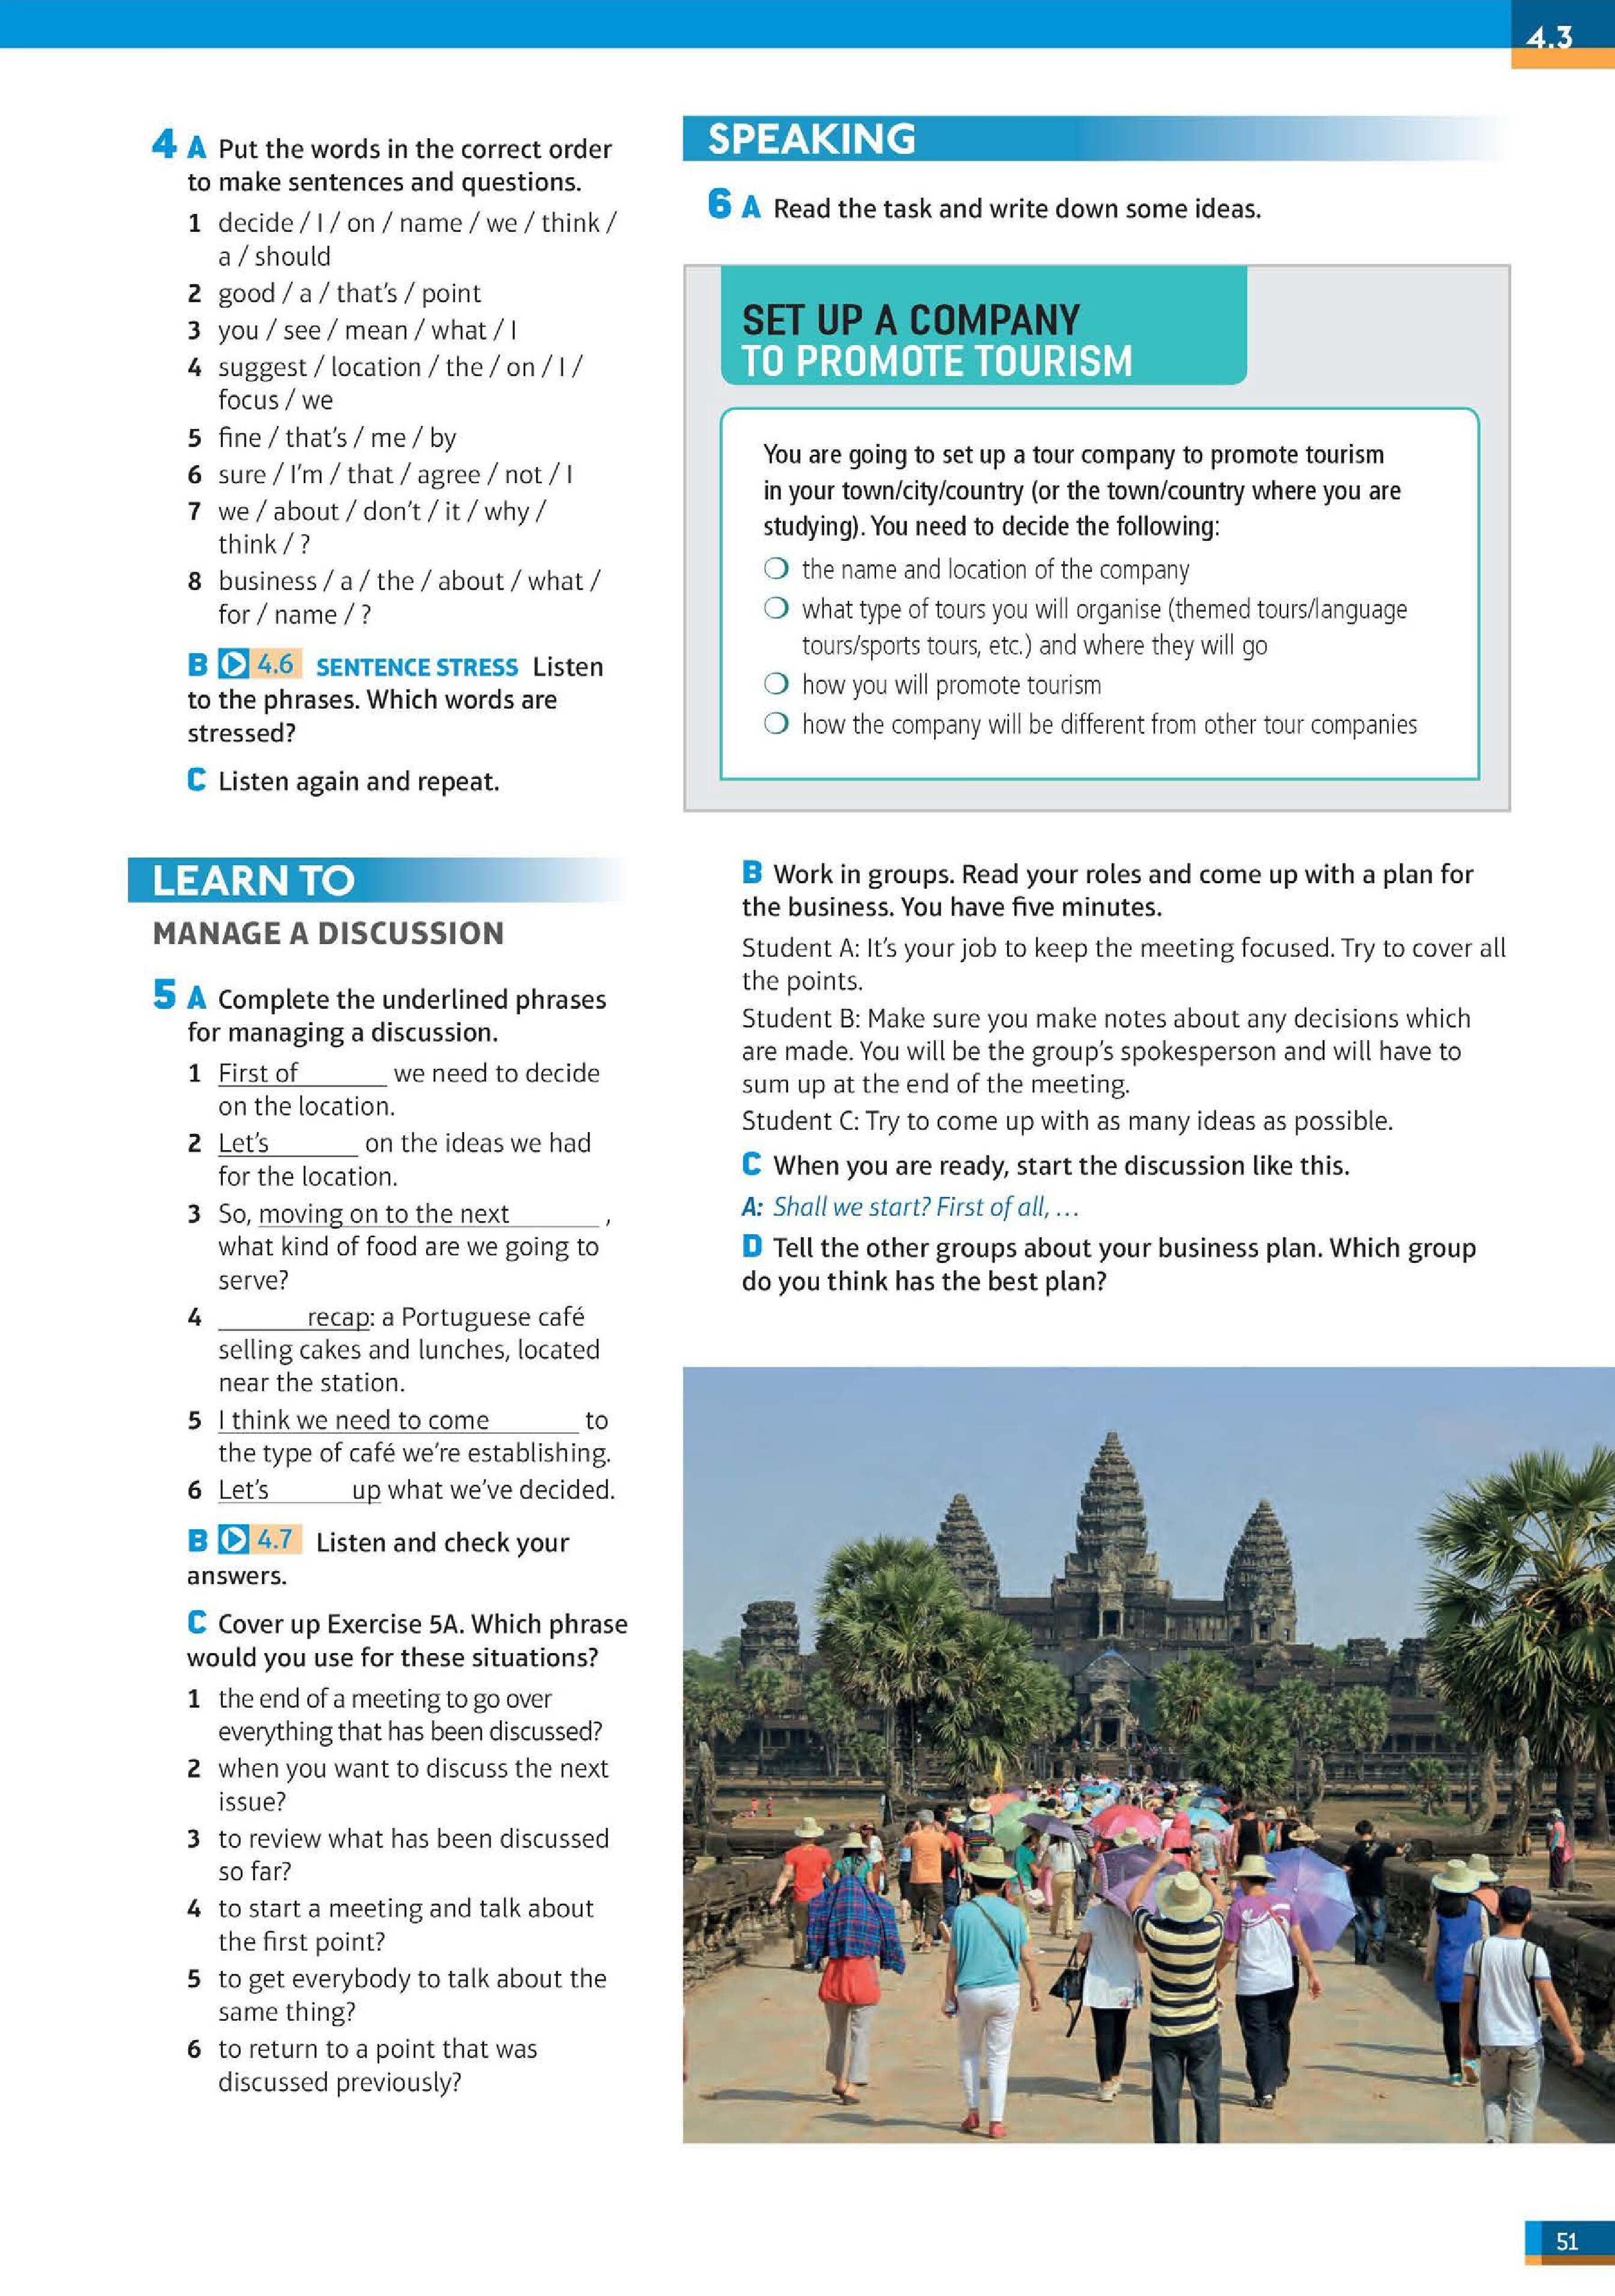 4.3
4 A Put the words in the correct order
to make sentences and questions.
1 decide / I / on / name / we / think /
a / should
2 good / a / that's / point
3 you / see / mean / what / I
4 suggest / location / the / on / I /
focus / we
5 fine / that's / me / by
6 sure / I'm / that / agree / not / I
7 we / about / don't / it / why /
think / ?
8 business / a / the / about / what /
for / name / ?
B 4.6 SENTENCE STRESS Listen
to the phrases. Which words are
stressed?
C Listen again and repeat.
LEARN TO
MANAGE A DISCUSSION
5 A Complete the underlined phrases
for managing a discussion.
1 First of ______ we need to decide
on the location.
2 Let's ______ on the ideas we had
for the location.
3 So, moving on to the next ______ ,
what kind of food are we going to
serve?
4 ______ recap: a Portuguese café
selling cakes and lunches, located
near the station.
5 I think we need to come ______ to
the type of café we're establishing.
6 Let's ______ up what we've decided.
B 4.7 Listen and check your
answers.
C Cover up Exercise 5A. Which phrase
would you use for these situations?
1 the end of a meeting to go over
everything that has been discussed?
2 when you want to discuss the next
issue?
3 to review what has been discussed
so far?
4 to start a meeting and talk about
the first point?
5 to get everybody to talk about the
same thing?
6 to return to a point that was
discussed previously?
SPEAKING
6 A Read the task and write down some ideas.
SET UP A COMPANY
TO PROMOTE TOURISM
You are going to set up a tour company to promote tourism
in your town/city/country (or the town/country where you are
studying). You need to decide the following:
the name and location of the company
what type of tours you will organise (themed tours/language
tours/sports tours, etc.) and where they will go
how you will promote tourism
how the company will be different from other tour companies
B Work in groups. Read your roles and come up with a plan for
the business. You have five minutes.
Student A: It's your job to keep the meeting focused. Try to cover all
the points.
Student B: Make sure you make notes about any decisions which
are made. You will be the group's spokesperson and will have to
sum up at the end of the meeting.
Student C: Try to come up with as many ideas as possible.
C When you are ready, start the discussion like this.
A: Shall we start? First of all, …
D Tell the other groups about your business plan. Which group
do you think has the best plan?
51